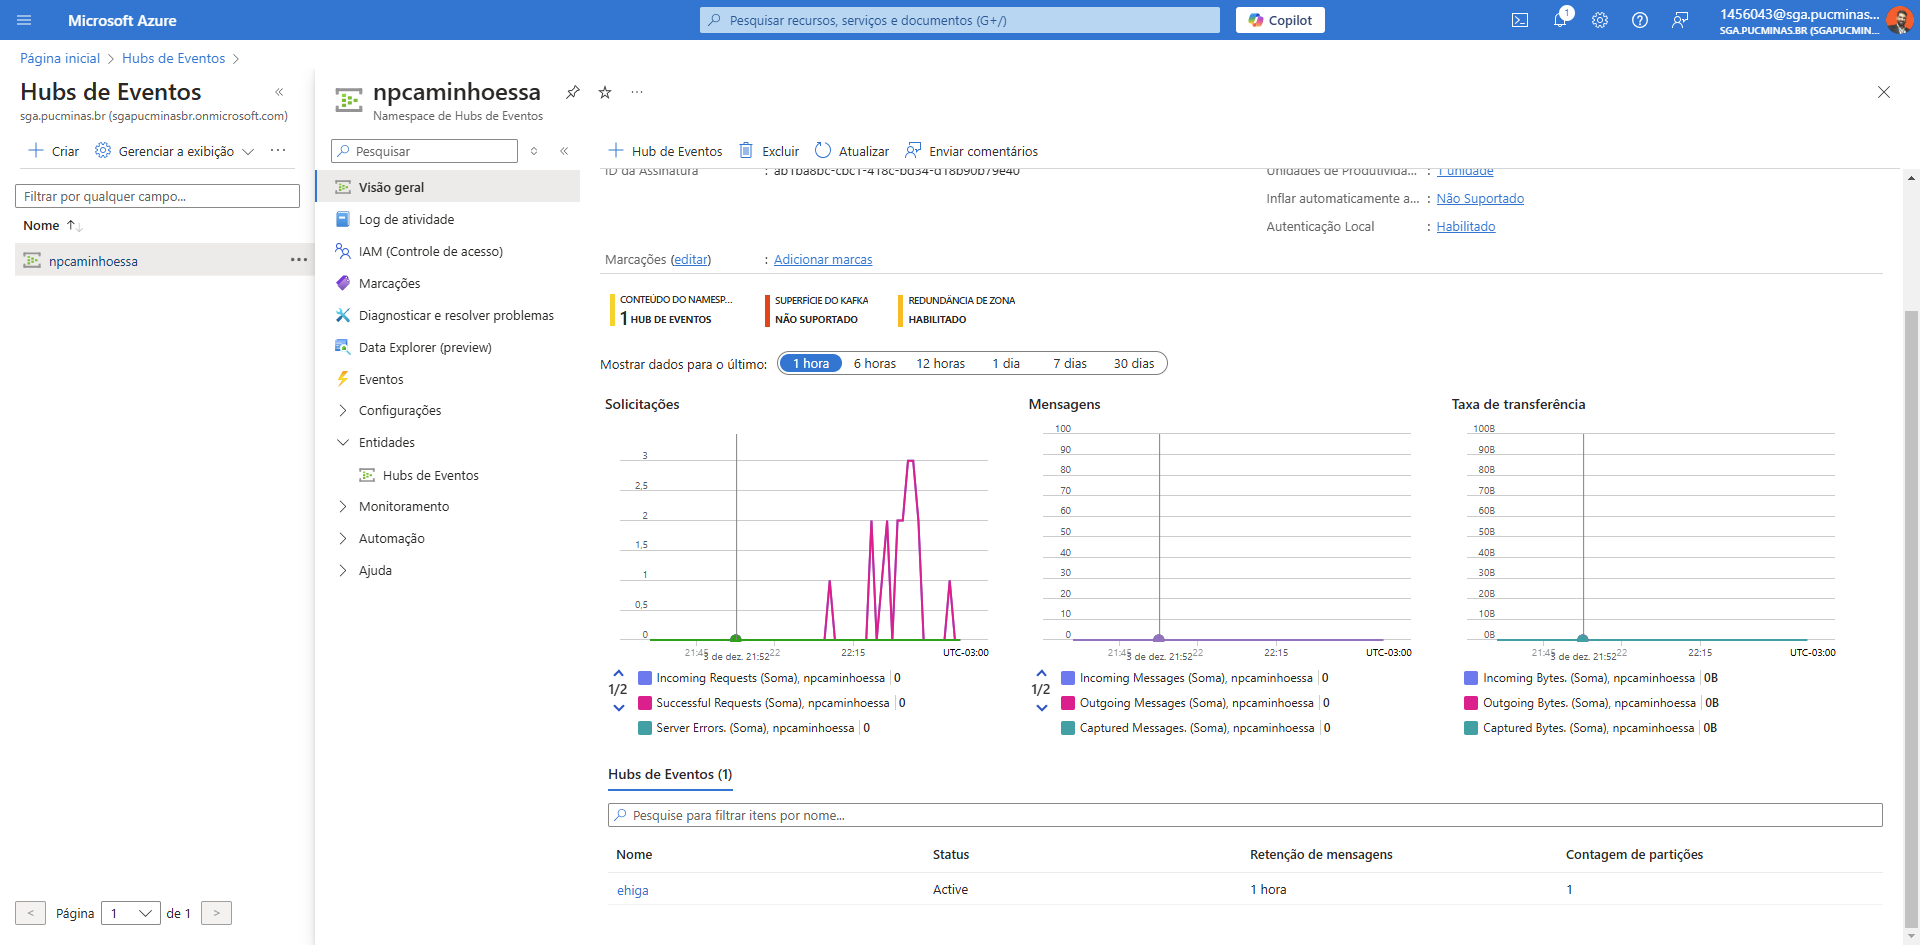 Microsoft Azure
Pesquisar recursos, serviços e documentos (G+/)
Copilot
1
1456043@sga.pucminas...
SGA.PUCMINAS.BR (SGAPUCMIN...
Página inicial > Hubs de Eventos >
Hubs de Eventos
sga.pucminas.br (sgapucminasbr.onmicrosoft.com)
Criar
Gerenciar a exibição
Filtrar por qualquer campo...
Nome
npcaminhoessa
Página 1 de 1
npcaminhoessa
Namespace de Hubs de Eventos
Pesquisar
Visão geral
Log de atividade
IAM (Controle de acesso)
Marcações
Diagnosticar e resolver problemas
Data Explorer (preview)
Eventos
Configurações
Entidades
Hubs de Eventos
Monitoramento
Automação
Ajuda
Hub de Eventos
Excluir
Atualizar
Enviar comentários
ID da Assinatura : ab1ba8bc-cbc1-418c-bd34-d18b90b79e40
Unidades de Produtivida... : 1 unidade
Inflar automaticamente a... : Não Suportado
Autenticação Local : Habilitado
Marcações (editar) : Adicionar marcas
CONTEÚDO DO NAMESP...
1 HUB DE EVENTOS
SUPERFÍCIE DO KAFKA
NÃO SUPORTADO
REDUNDÂNCIA DE ZONA
HABILITADO
Mostrar dados para o último: 1 hora 6 horas 12 horas 1 dia 7 dias 30 dias
Solicitações
3
2,5
2
1,5
1
0,5
0
21:45 3 de dez. 21:52 22 22:15 UTC-03:00
1/2
Incoming Requests (Soma), npcaminhoessa 0
Successful Requests (Soma), npcaminhoessa 0
Server Errors. (Soma), npcaminhoessa 0
Mensagens
100
90
80
70
60
50
40
30
20
10
0
21:45 3 de dez. 21:52 22 22:15 UTC-03:00
1/2
Incoming Messages (Soma), npcaminhoessa 0
Outgoing Messages (Soma), npcaminhoessa 0
Captured Messages. (Soma), npcaminhoessa 0
Taxa de transferência
100B
90B
80B
70B
60B
50B
40B
30B
20B
10B
0B
21:45 3 de dez. 21:52 22 22:15 UTC-03:00
Incoming Bytes. (Soma), npcaminhoessa 0B
Outgoing Bytes. (Soma), npcaminhoessa 0B
Captured Bytes. (Soma), npcaminhoessa 0B
Hubs de Eventos (1)
Pesquise para filtrar itens por nome...
Nome Status Retenção de mensagens Contagem de partições
ehiga Active 1 hora 1